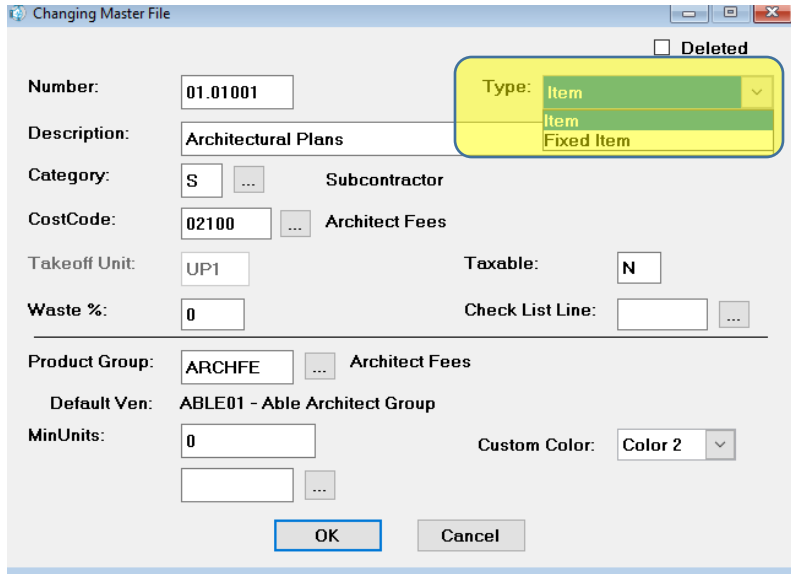 Changing Master File
Deleted
Number: 01.01001 Type: Item
Item
Description: Architectural Plans Fixed Item
Category: S ... Subcontractor
CostCode: 02100 ... Architect Fees
Takeoff Unit: UP1 Taxable: N
Waste %: 0 Check List Line: ...
Product Group: ARCHFE ... Architect Fees
Default Ven: ABLE01 - Able Architect Group
MinUnits: 0 Custom Color: Color 2
...
OK Cancel